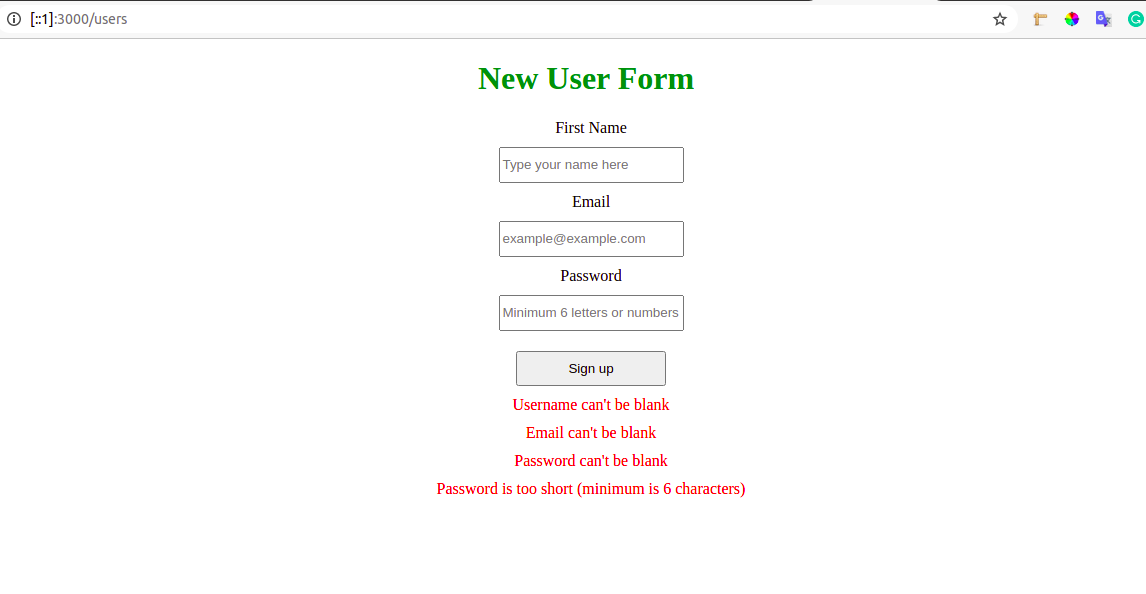 [::1]:3000/users
New User Form
First Name
Type your name here
Email
example@example.com
Password
Minimum 6 letters or numbers
Sign up
Username can't be blank
Email can't be blank
Password can't be blank
Password is too short (minimum is 6 characters)